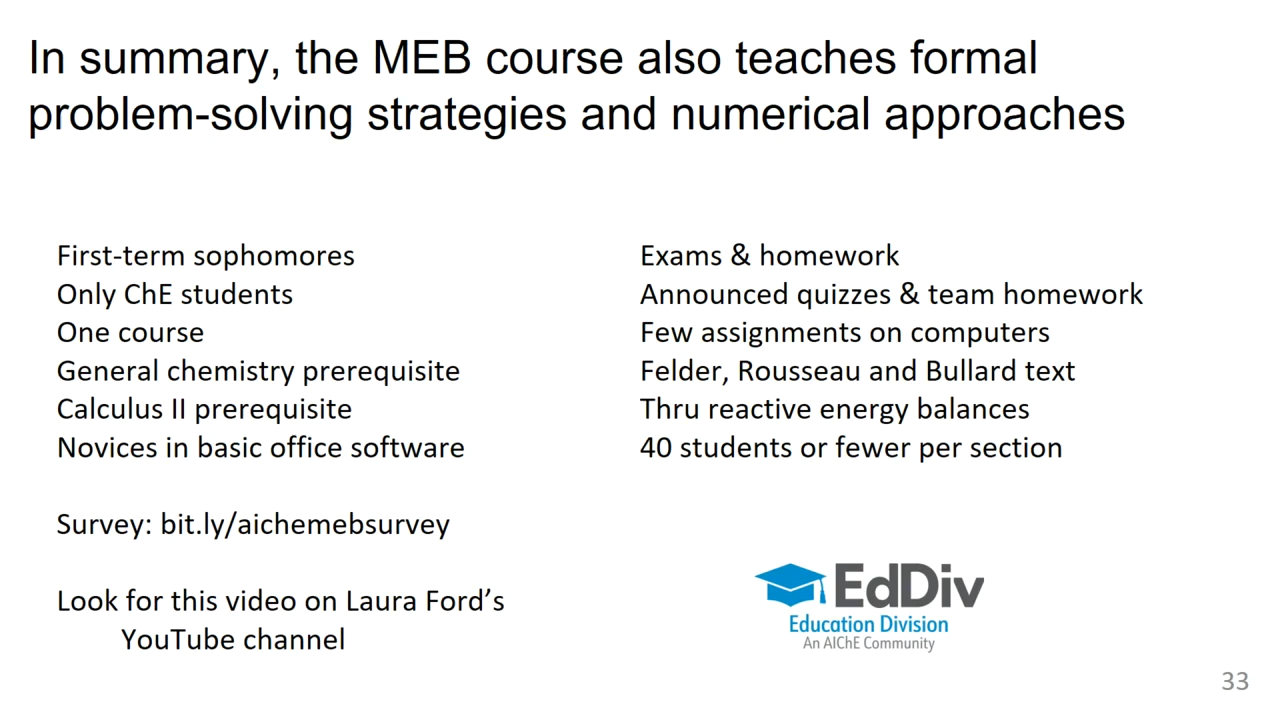 In summary, the MEB course also teaches formal
problem-solving strategies and numerical approaches
First-term sophomores
Only ChE students
One course
General chemistry prerequisite
Calculus II prerequisite
Novices in basic office software
Survey: bit.ly/aichemebsurvey
Look for this video on Laura Ford’s
YouTube channel
Exams & homework
Announced quizzes & team homework
Few assignments on computers
Felder, Rousseau and Bullard text
Thru reactive energy balances
40 students or fewer per section
EdDiv
Education Division
An AIChE Community
33